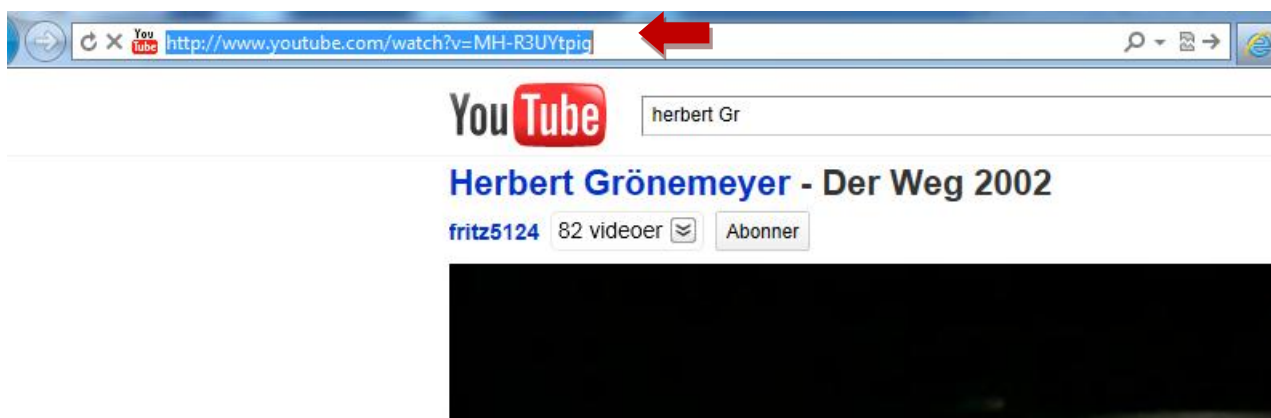 You Tube http://www.youtube.com/watch?v=MH-R3UYtpig
YouTube herbert Gr
Herbert Grönemeyer - Der Weg 2002
fritz5124 82 videoer Abonner